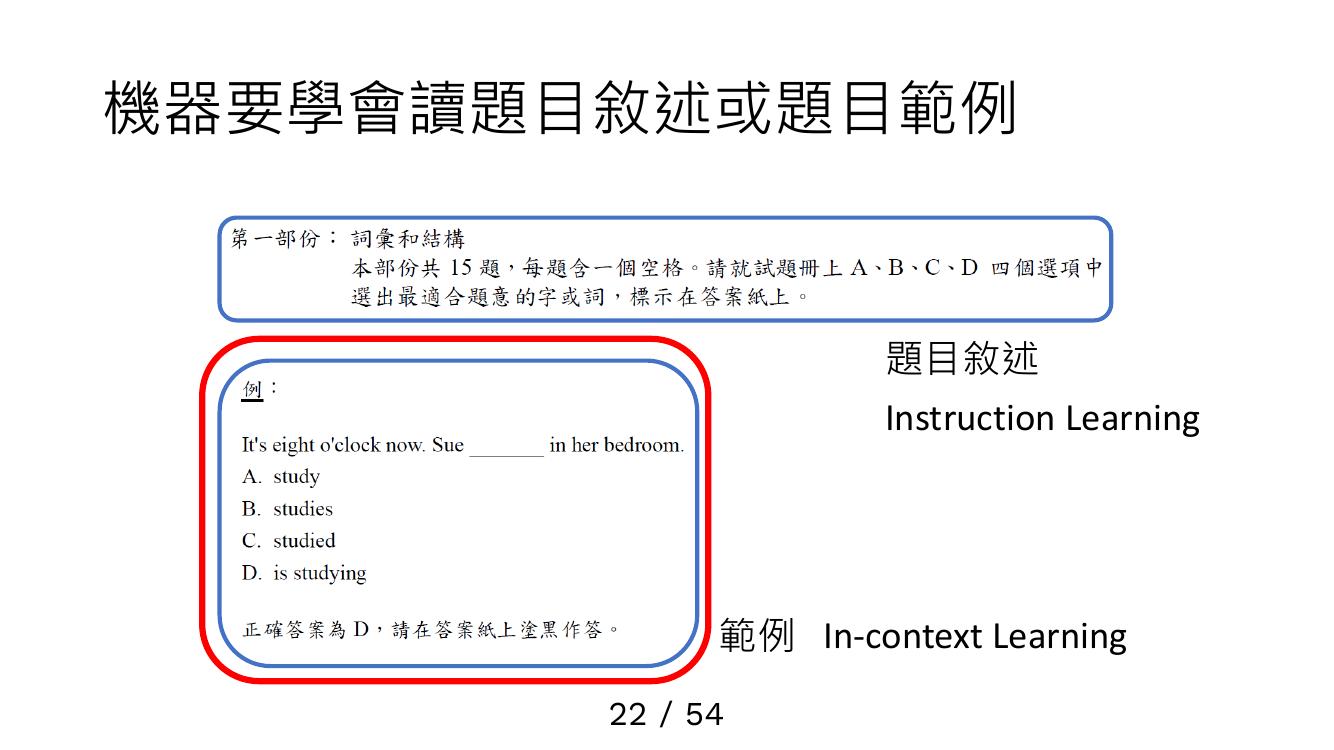 機器要學會讀題目敘述或題目範例
第一部份： 詞彙和結構
本部份共 15 題，每題含一個空格。請就試題冊上 A、B、C、D 四個選項中
選出最適合題意的字或詞，標示在答案紙上。
題目敘述
Instruction Learning
例：
It's eight o'clock now. Sue ________ in her bedroom.
A. study
B. studies
C. studied
D. is studying
正確答案為 D，請在答案紙上塗黑作答。
範例 In-context Learning
22 / 54